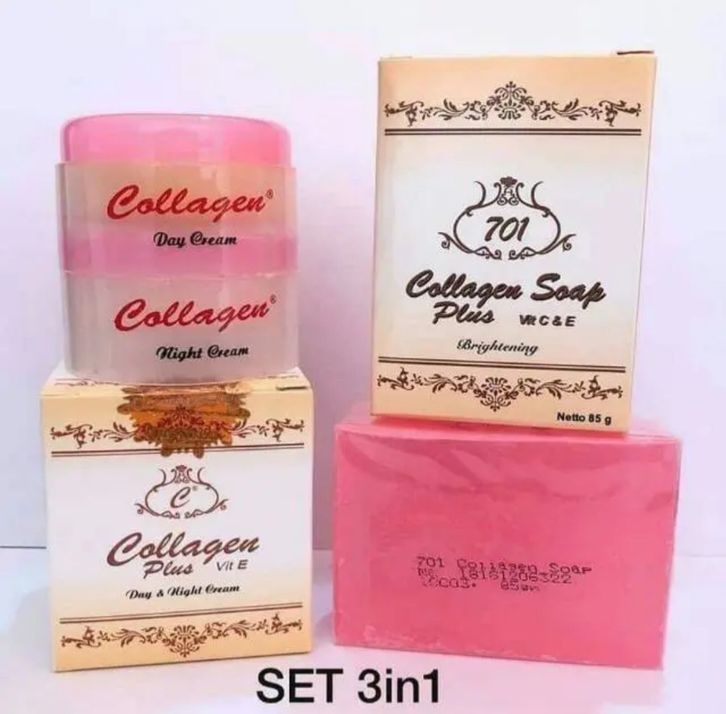 Collagen®
Day Cream
Collagen®
Night Cream
C®
Collagen
Plus Vit E
Day & Night Cream
701
Collagen Soap
Plus Vit C & E
Brightening
Netto 85 g
701 Collagen Soap
SET 3in1